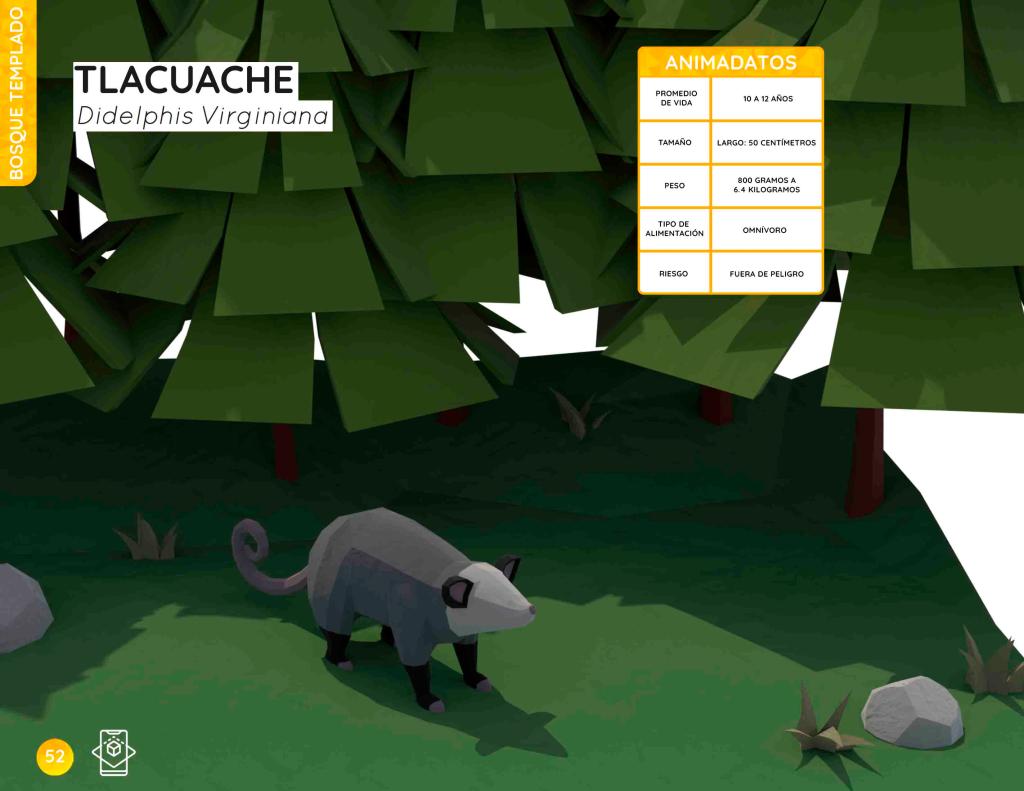 BOSQUE TEMPLADO
TLACUACHE
Didelphis Virginiana
ANIMADATOS
PROMEDIO
DE VIDA
10 A 12 AÑOS
TAMAÑO
LARGO: 50 CENTÍMETROS
PESO
800 GRAMOS A
6.4 KILOGRAMOS
TIPO DE
ALIMENTACIÓN
OMNÍVORO
RIESGO
FUERA DE PELIGRO
52